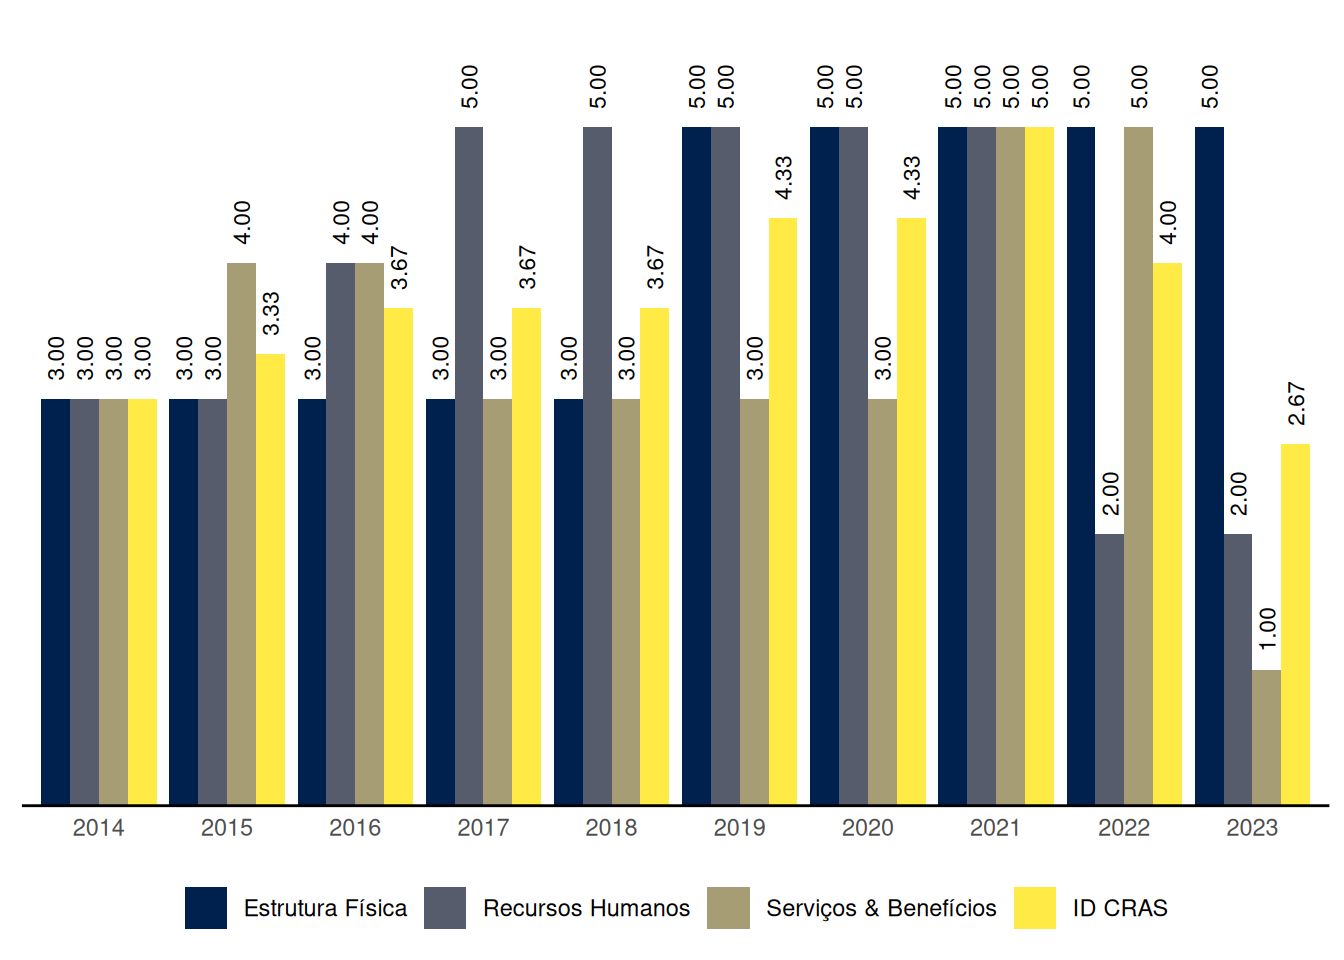 3.00 3.00 3.00 3.00
3.00 3.00 4.00 3.33
3.00 4.00 4.00 3.67
3.00 5.00 3.00 3.67
3.00 5.00 3.00 3.67
5.00 5.00 3.00 4.33
5.00 5.00 3.00 4.33
5.00 5.00 5.00 5.00
5.00 2.00 5.00 4.00
5.00 2.00 1.00 2.67
2014 2015 2016 2017 2018 2019 2020 2021 2022 2023
Estrutura Física Recursos Humanos Serviços & Benefícios ID CRAS